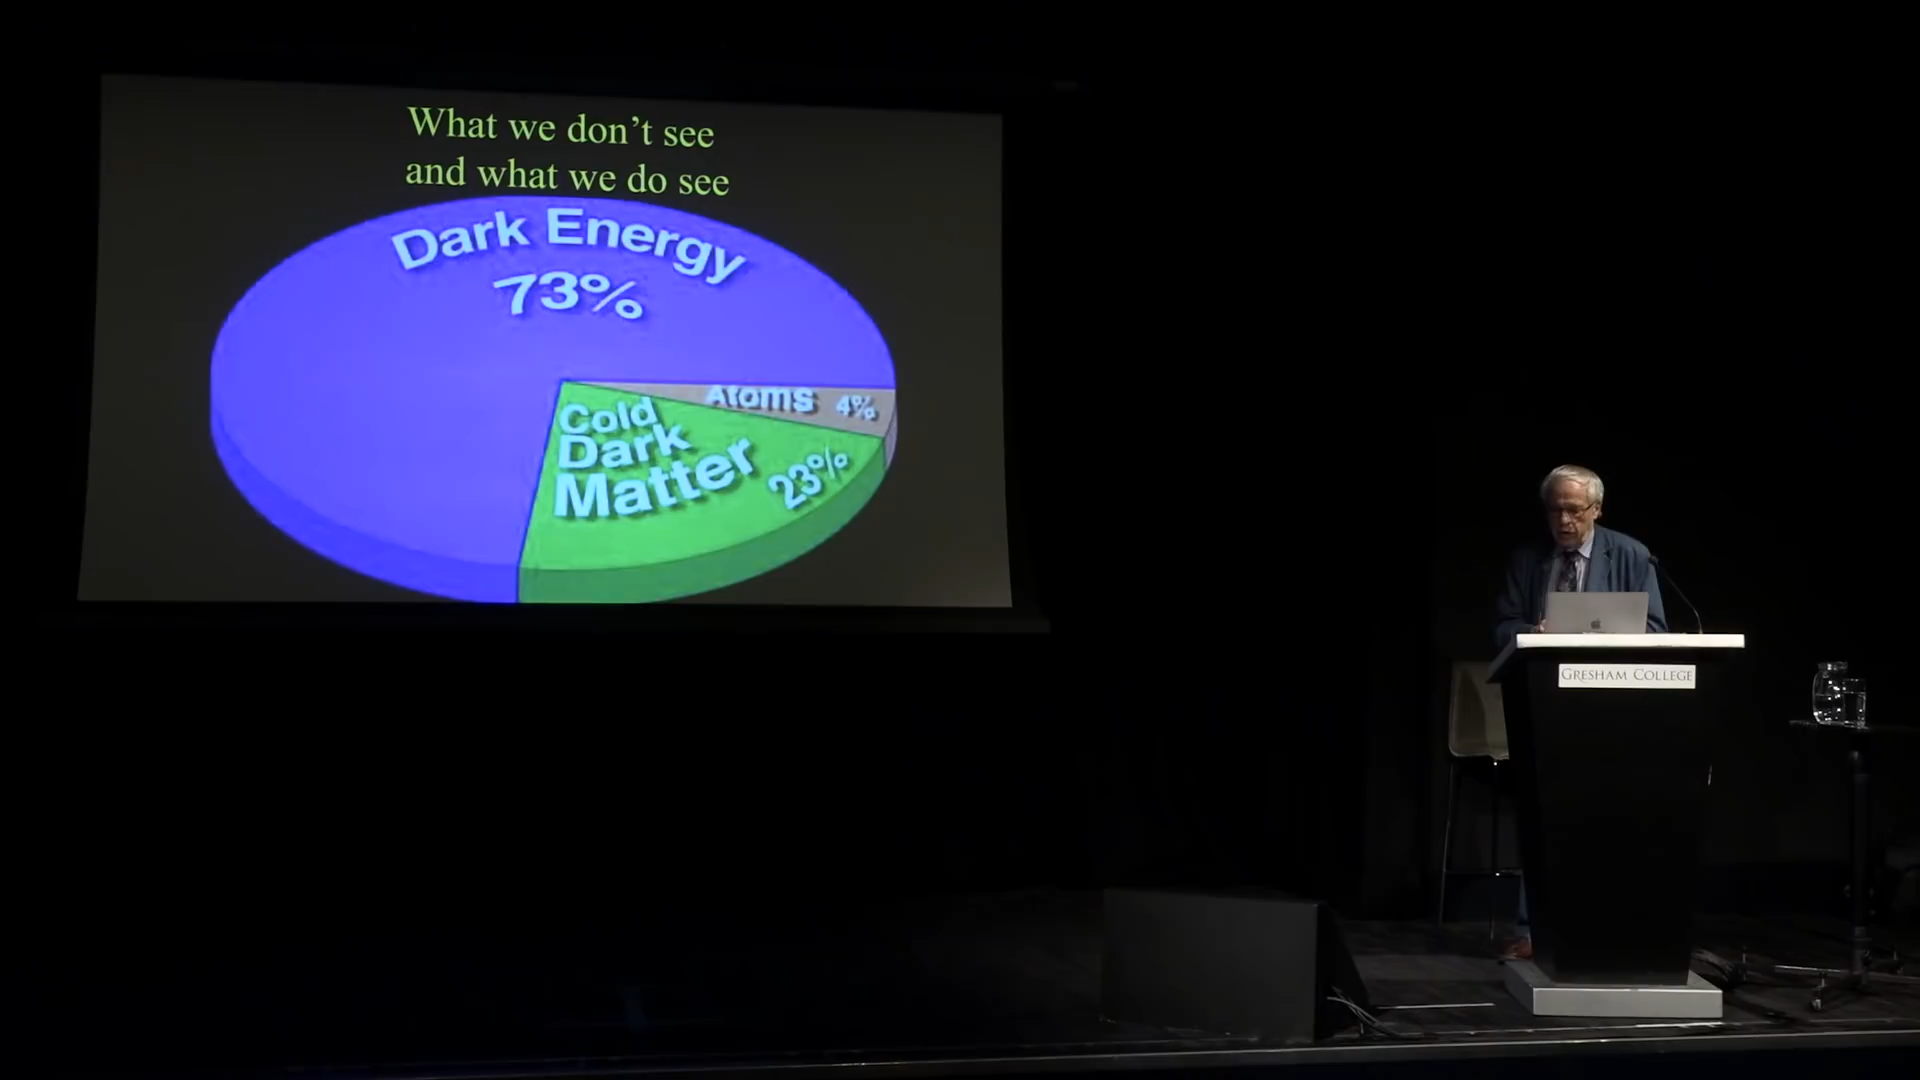 What we don't see
and what we do see
Dark Energy
73%
Atoms 4%
Cold
Dark
Matter 23%
GRESHAM COLLEGE